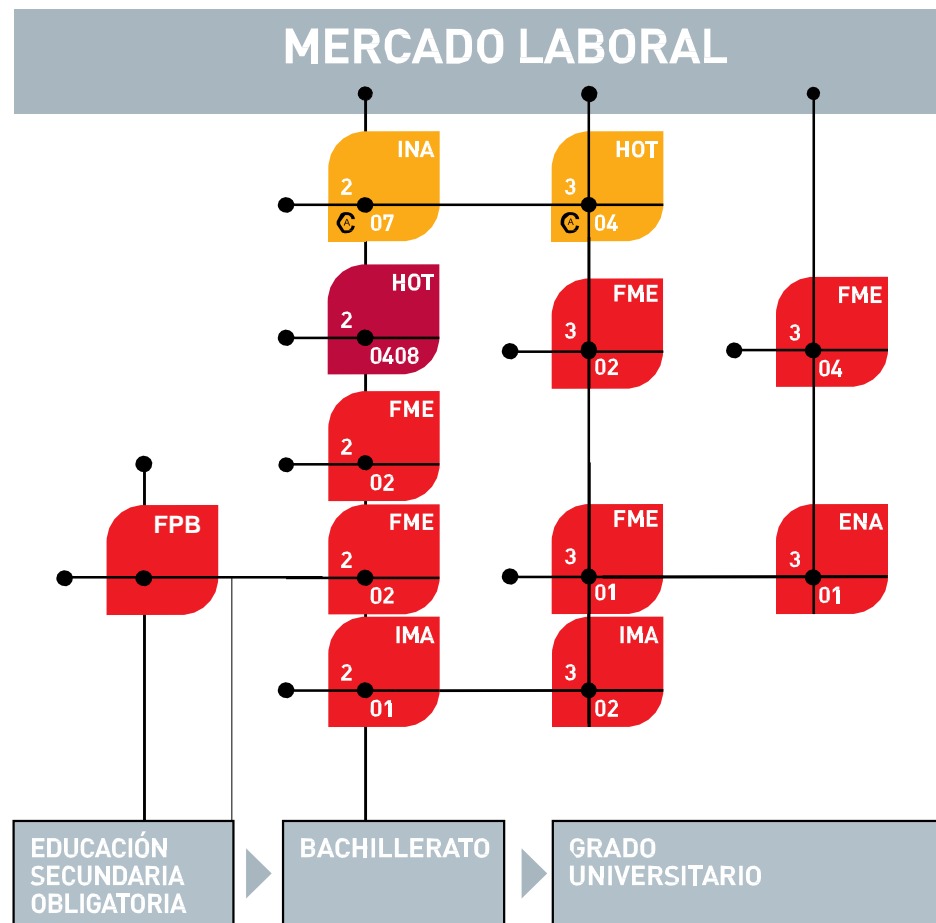 MERCADO LABORAL
INA
2
A
07
HOT
3
A
04
HOT
2
0408
FME
3
02
FME
3
04
FME
2
02
FPB
FME
2
02
FME
3
01
ENA
3
01
IMA
2
01
IMA
3
02
EDUCACIÓN
SECUNDARIA
OBLIGATORIA
BACHILLERATO
GRADO
UNIVERSITARIO